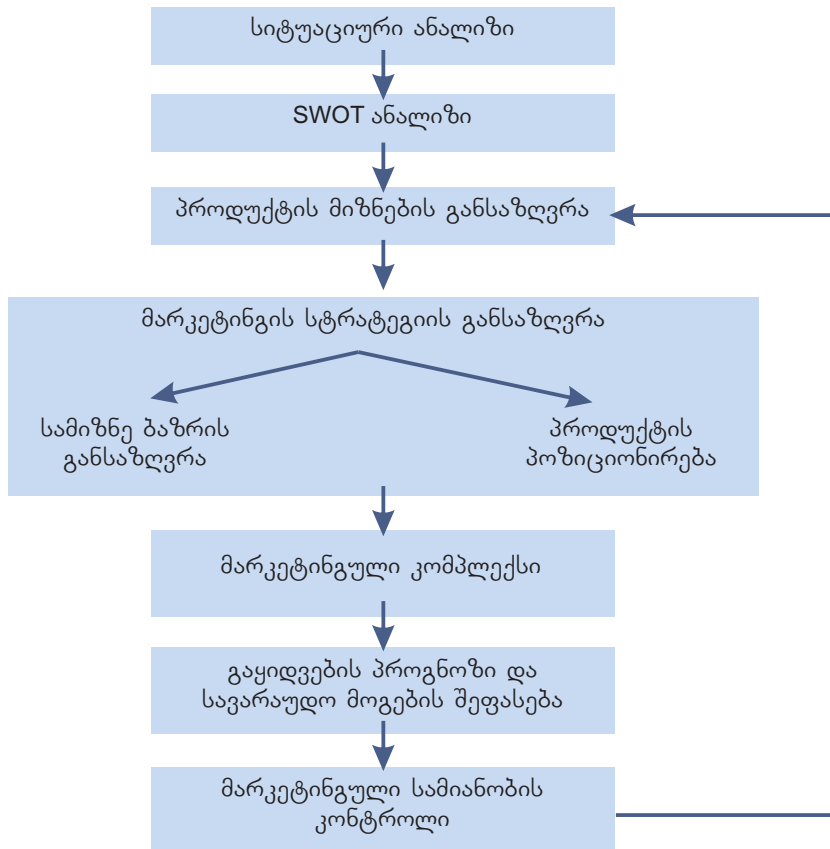 სიტუაციური ანალიზი
SWOT ანალიზი
პროდუქტის მიზნების განსაზღვრა
მარკეტინგის სტრატეგიის განსაზღვრა
სამიზნე ბაზრის
განსაზღვრა
პროდუქტის
პოზიციონირება
მარკეტინგული კომპლექსი
გაყიდვების პროგნოზი და
სავარაუდო მოგების შეფასება
მარკეტინგული სამიანობის
კონტროლი